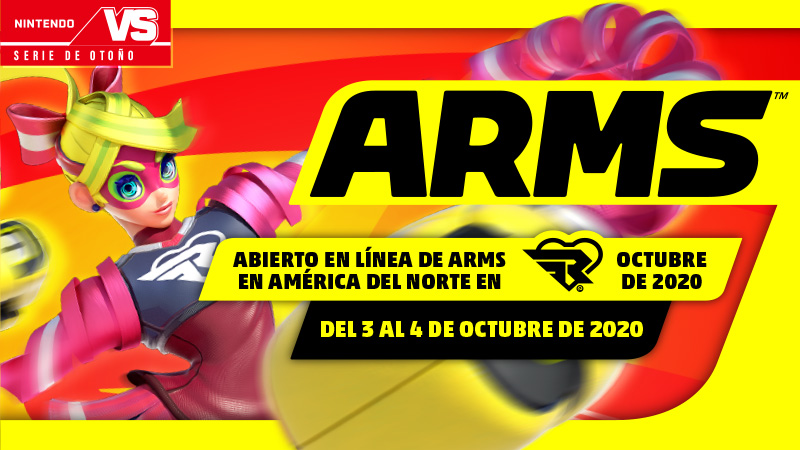 NINTENDO VS
SERIE DE OTOÑO
ARMS™
ABIERTO EN LÍNEA DE ARMS
EN AMÉRICA DEL NORTE EN
OCTUBRE
DE 2020
DEL 3 AL 4 DE OCTUBRE DE 2020